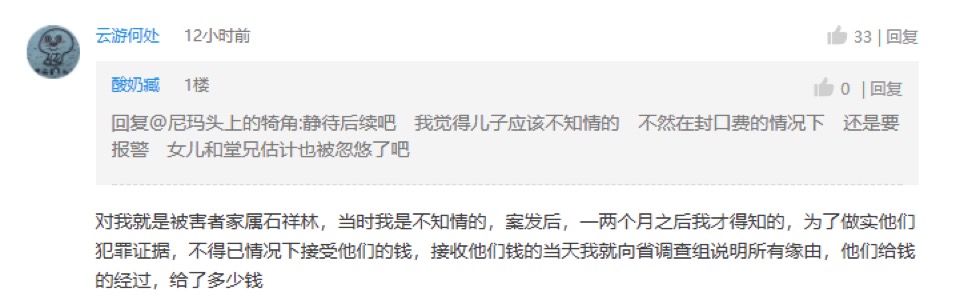 云游何处 12小时前 33 | 回复
酸奶臧 1楼 0 | 回复
回复@尼玛头上的犄角:静待后续吧 我觉得儿子应该不知情的 不然在封口费的情况下 还是要
报警 女儿和堂兄估计也被忽悠了吧
对我就是被害者家属石祥林，当时我是不知情的，案发后，一两个月之后我才得知的，为了做实他们
犯罪证据，不得已情况下接受他们的钱，接收他们钱的当天我就向省调查组说明所有缘由，他们给钱
的经过，给了多少钱